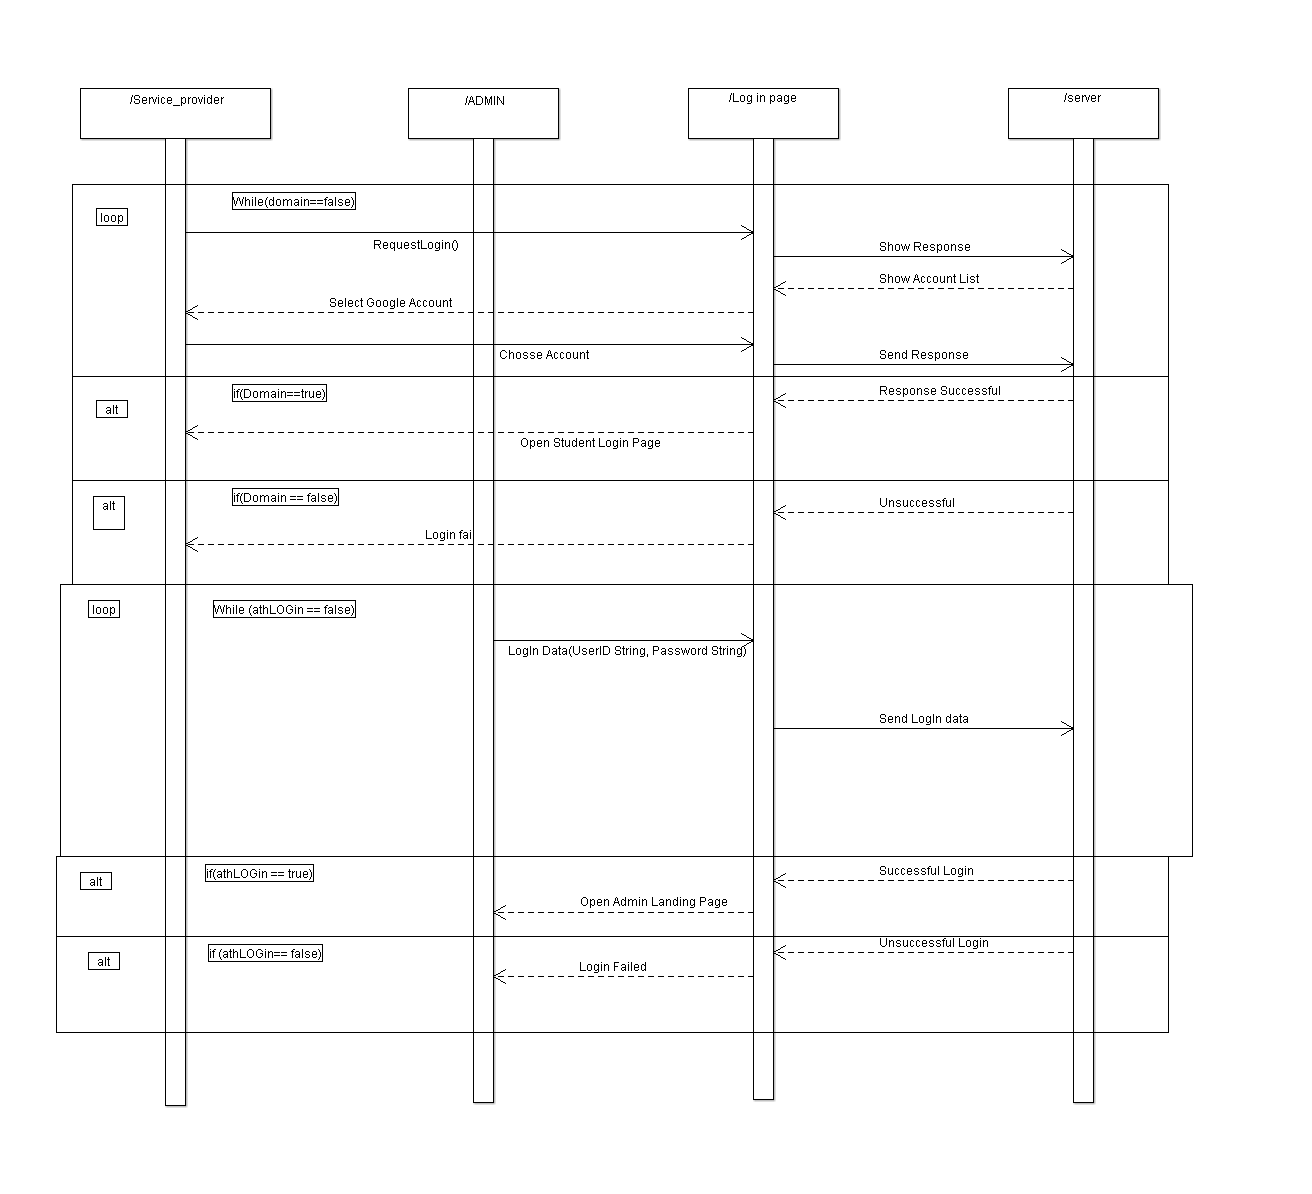 /Service_provider
/ADMIN
/Log in page
/server
While(domain==false)
loop
RequestLogin()
Show Response
Show Account List
Select Google Account
Chosse Account
Send Response
if(Domain==true)
alt
Response Successful
Open Student Login Page
if(Domain == false)
alt
Unsuccessful
Login fai
loop
While (athLOGin == false)
LogIn Data(UserID String, Password String)
Send LogIn data
if(athLOGin == true)
alt
Successful Login
Open Admin Landing Page
Unsuccessful Login
if (athLOGin== false)
alt
Login Failed